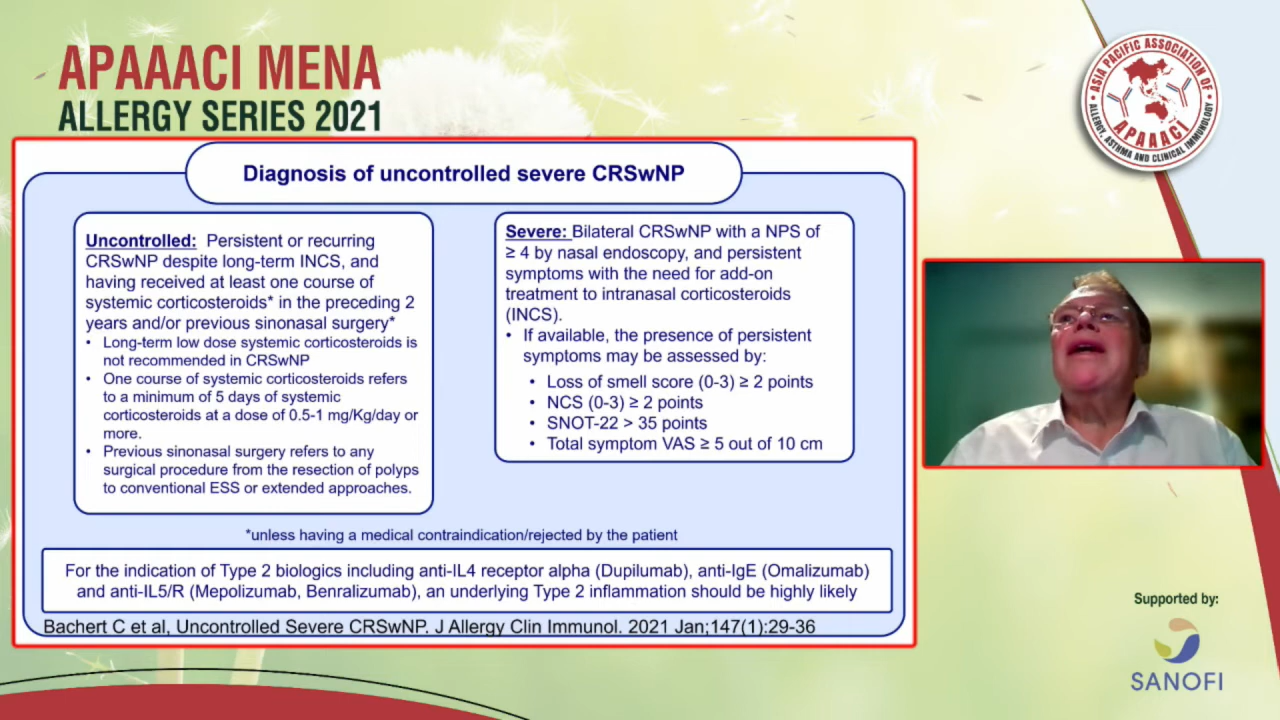 APAAACI MENA
ALLERGY SERIES 2021
ASIA PACIFIC ASSOCIATION OF
ALLERGY, ASTHMA AND CLINICAL IMMUNOLOGY
APAAACI
Diagnosis of uncontrolled severe CRSwNP
Uncontrolled: Persistent or recurring
CRSwNP despite long-term INCS, and
having received at least one course of
systemic corticosteroids* in the preceding 2
years and/or previous sinonasal surgery*
• Long-term low dose systemic corticosteroids is
not recommended in CRSwNP
• One course of systemic corticosteroids refers
to a minimum of 5 days of systemic
corticosteroids at a dose of 0.5-1 mg/Kg/day or
more.
• Previous sinonasal surgery refers to any
surgical procedure from the resection of polyps
to conventional ESS or extended approaches.
Severe: Bilateral CRSwNP with a NPS of
≥ 4 by nasal endoscopy, and persistent
symptoms with the need for add-on
treatment to intranasal corticosteroids
(INCS).
• If available, the presence of persistent
symptoms may be assessed by:
• Loss of smell score (0-3) ≥ 2 points
• NCS (0-3) ≥ 2 points
• SNOT-22 > 35 points
• Total symptom VAS ≥ 5 out of 10 cm
*unless having a medical contraindication/rejected by the patient
For the indication of Type 2 biologics including anti-IL4 receptor alpha (Dupilumab), anti-IgE (Omalizumab)
and anti-IL5/R (Mepolizumab, Benralizumab), an underlying Type 2 inflammation should be highly likely
Bachert C et al, Uncontrolled Severe CRSwNP. J Allergy Clin Immunol. 2021 Jan;147(1):29-36
Supported by:
SANOFI